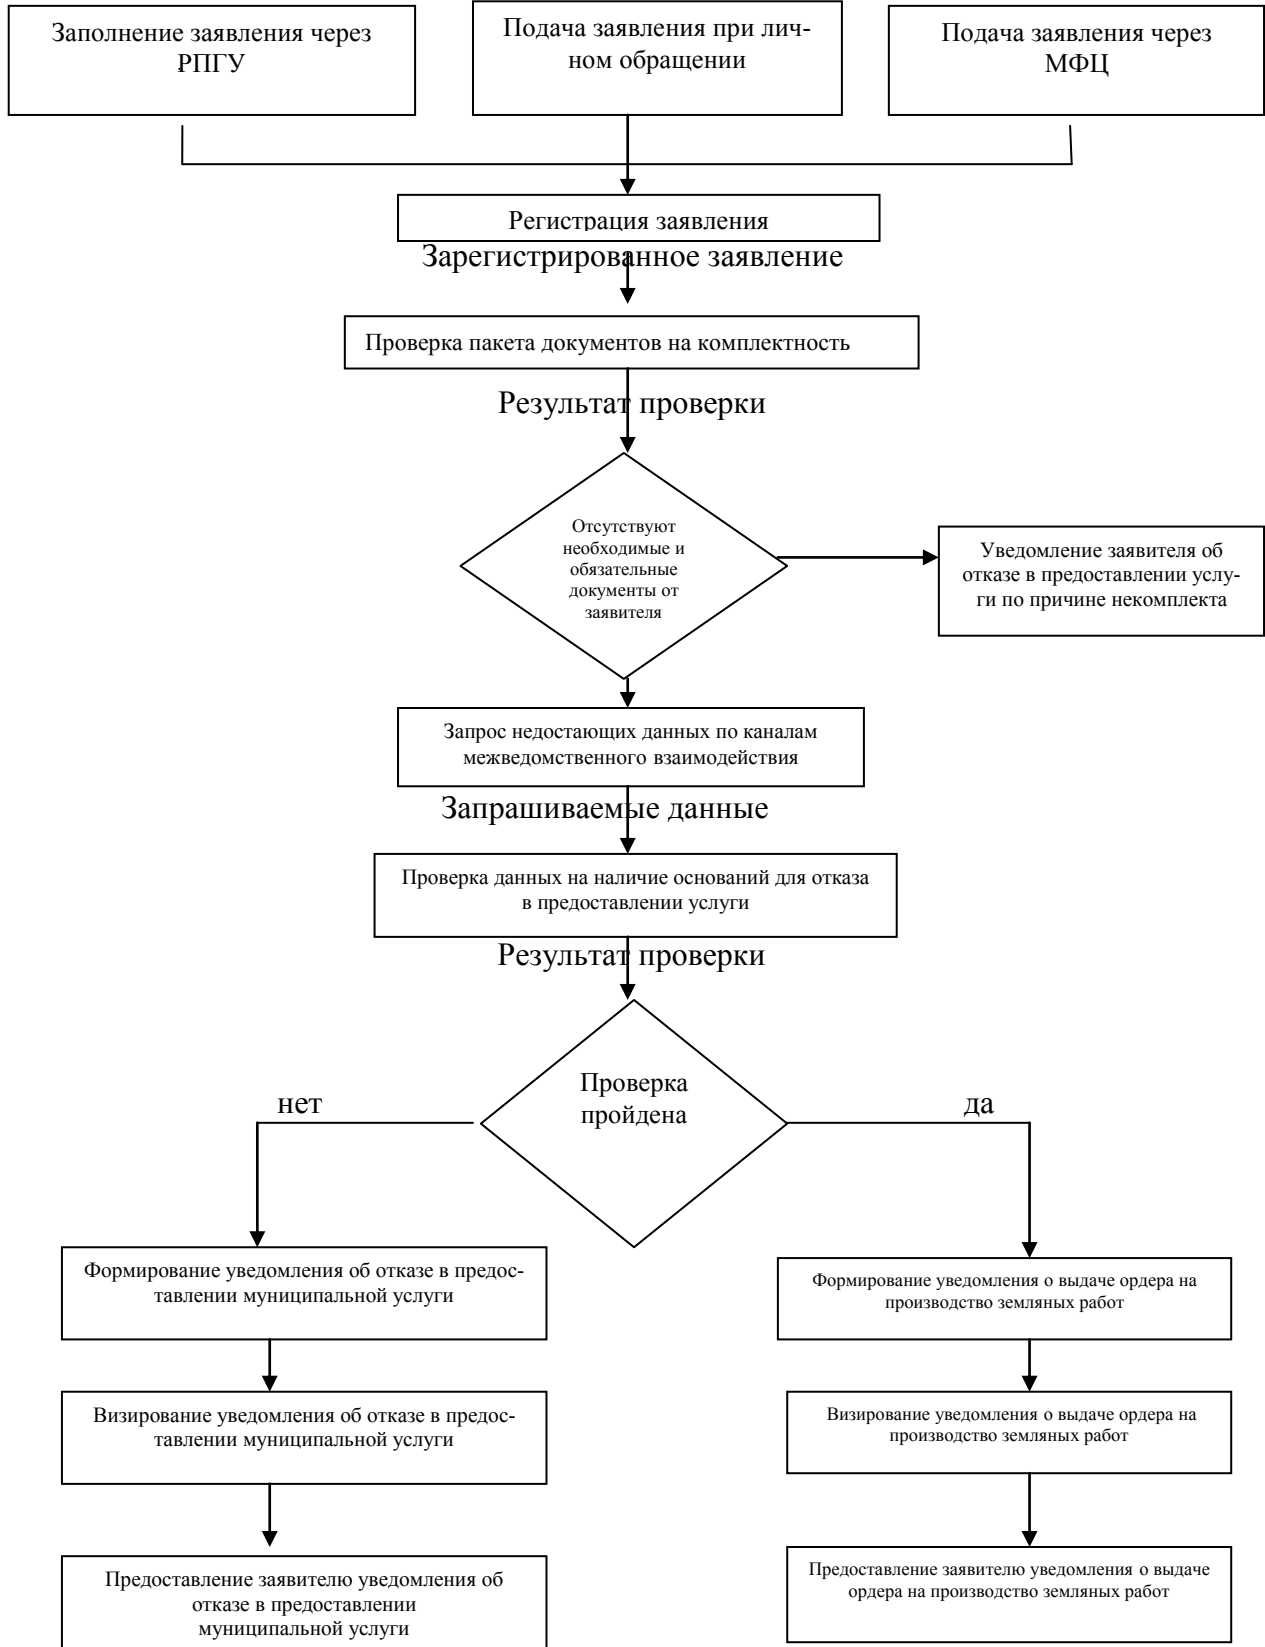 Заполнение заявления через
РПГУ
Подача заявления при лич-
ном обращении
Подача заявления через
МФЦ
Регистрация заявления
Зарегистрированное заявление
Проверка пакета документов на комплектность
Результат проверки
Отсутствуют
необходимые и
обязательные
документы от
заявителя
Уведомление заявителя об
отказе в предоставлении услу-
ги по причине некомплекта
Запрос недостающих данных по каналам
межведомственного взаимодействия
Запрашиваемые данные
Проверка данных на наличие оснований для отказа
в предоставлении услуги
Результат проверки
Проверка
пройдена
нет
да
Формирование уведомления об отказе в предос-
тавлении муниципальной услуги
Формирование уведомления о выдаче ордера на
производство земляных работ
Визирование уведомления об отказе в предос-
тавлении муниципальной услуги
Визирование уведомления о выдаче ордера на
производство земляных работ
Предоставление заявителю уведомления об
отказе в предоставлении
муниципальной услуги
Предоставление заявителю уведомления о выдаче
ордера на производство земляных работ